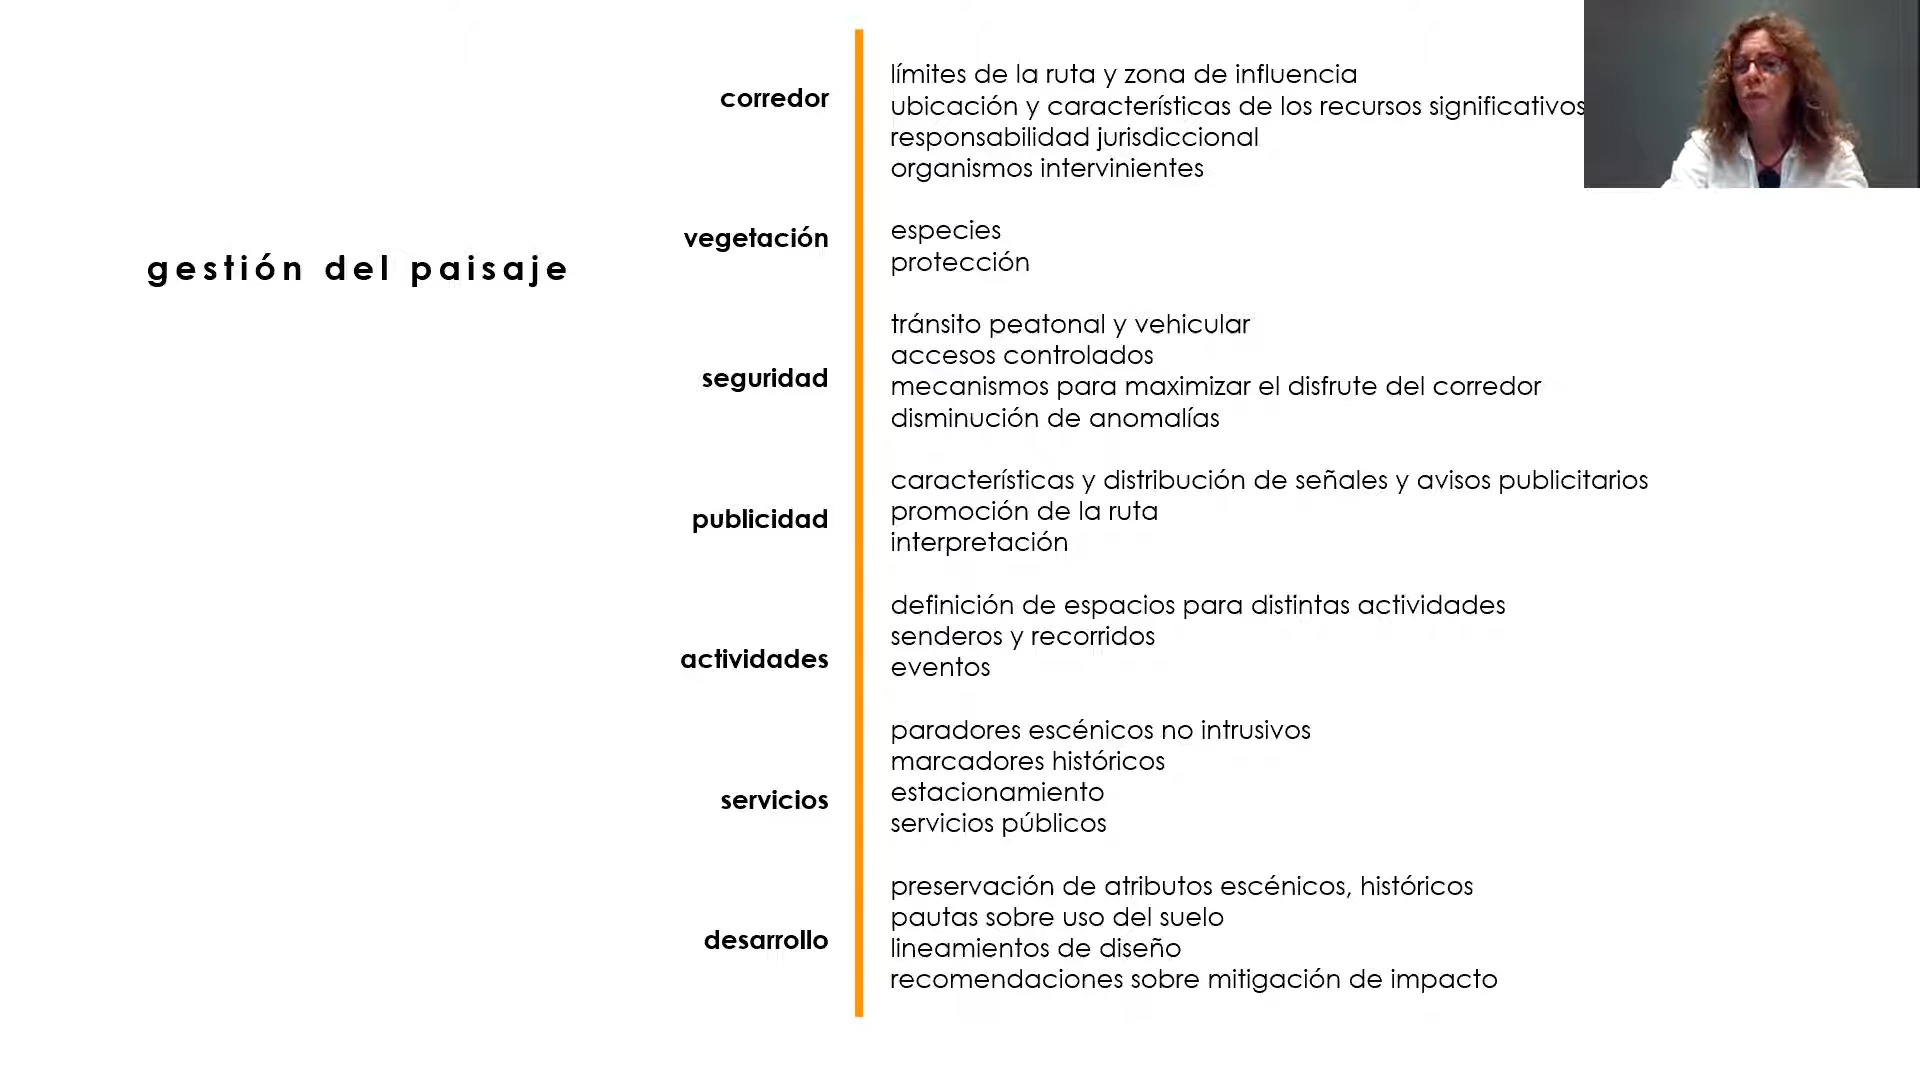 gestión del paisaje
corredor
límites de la ruta y zona de influencia
ubicación y características de los recursos significativos
responsabilidad jurisdiccional
organismos intervinientes
vegetación
especies
protección
seguridad
tránsito peatonal y vehicular
accesos controlados
mecanismos para maximizar el disfrute del corredor
disminución de anomalías
publicidad
características y distribución de señales y avisos publicitarios
promoción de la ruta
interpretación
actividades
definición de espacios para distintas actividades
senderos y recorridos
eventos
servicios
paradores escénicos no intrusivos
marcadores históricos
estacionamiento
servicios públicos
desarrollo
preservación de atributos escénicos, históricos
pautas sobre uso del suelo
lineamientos de diseño
recomendaciones sobre mitigación de impacto